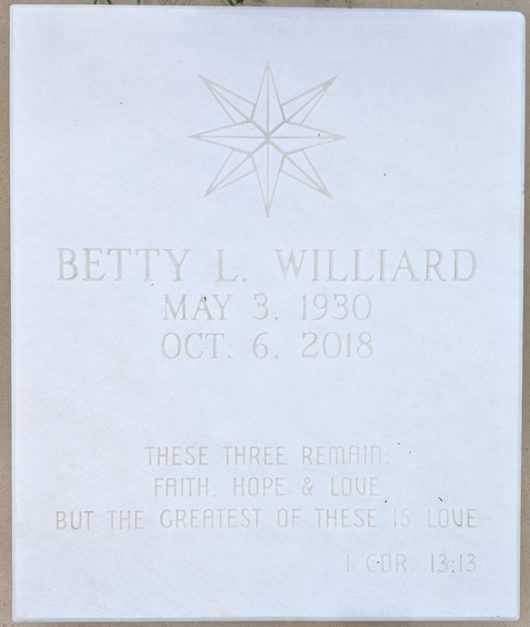 BETTY L. WILLIARD
MAY 3, 1930
OCT. 6, 2018
THESE THREE REMAIN:
FAITH, HOPE & LOVE
BUT THE GREATEST OF THESE IS LOVE
I COR. 13:13